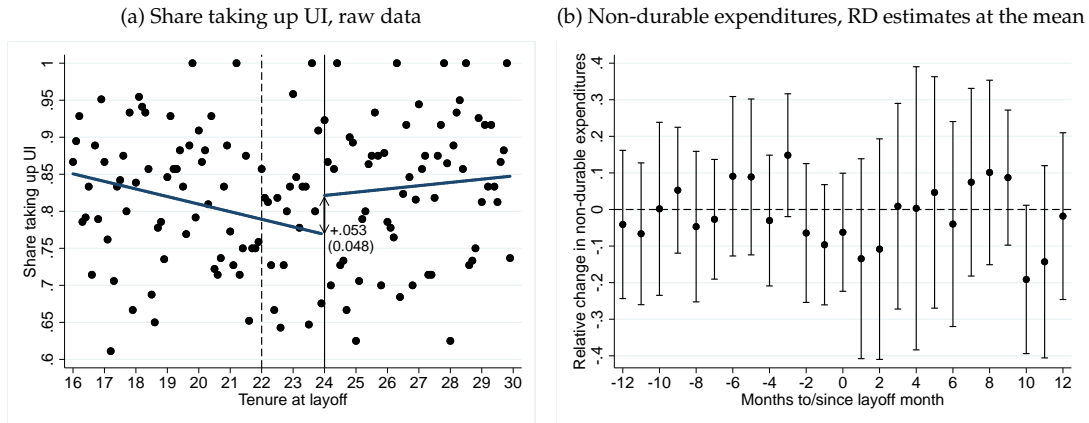 (a) Share taking up UI, raw data
Share taking up UI
1
.95
.9
.85
.8
.75
.7
.65
.6
+.053
(0.048)
16 17 18 19 20 21 22 23 24 25 26 27 28 29 30
Tenure at layoff
(b) Non-durable expenditures, RD estimates at the mean
Relative change in non-durable expenditures
.4
.3
.2
.1
0
-.1
-.2
-.3
-.4
-12 -10 -8 -6 -4 -2 0 2 4 6 8 10 12
Months to/since layoff month